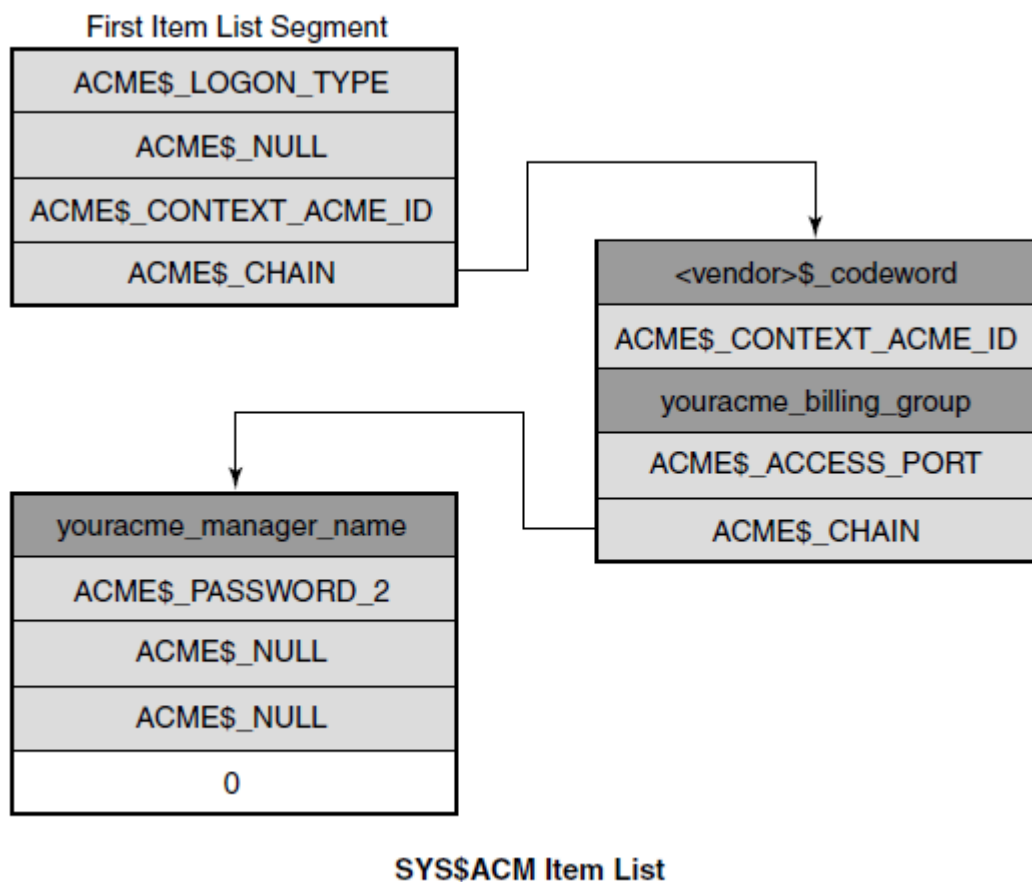 First Item List Segment
ACME$_LOGON_TYPE
ACME$_NULL
ACME$_CONTEXT_ACME_ID
ACME$_CHAIN
<vendor>$_codeword
ACME$_CONTEXT_ACME_ID
youracme_billing_group
ACME$_ACCESS_PORT
ACME$_CHAIN
youracme_manager_name
ACME$_PASSWORD_2
ACME$_NULL
ACME$_NULL
0
SYS$ACM Item List